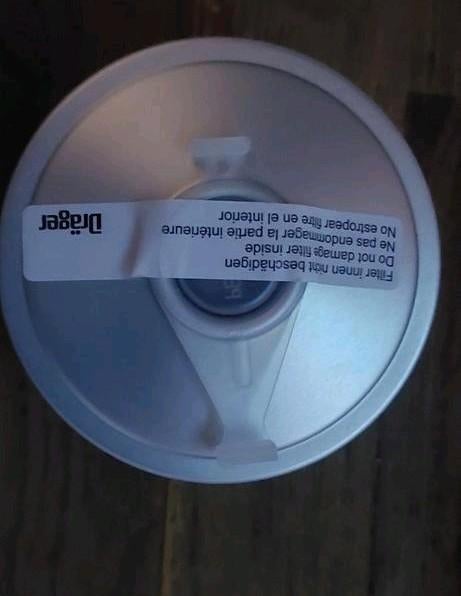 Filter innen nicht beschädigen
Do not damage filter inside
Ne pas endommager la partie intérieure
No estropear filtre en el interior
Dräger